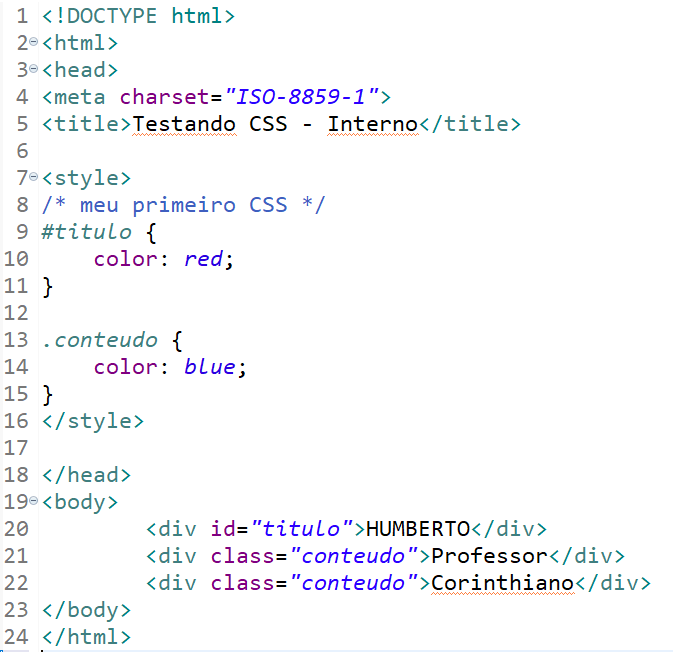 1 <!DOCTYPE html>
2 <html>
3 <head>
4 <meta charset="ISO-8859-1">
5 <title>Testando CSS - Interno</title>
6
7 <style>
8 /* meu primeiro CSS */
9 #titulo {
10     color: red;
11 }
12
13 .conteudo {
14     color: blue;
15 }
16 </style>
17
18 </head>
19 <body>
20         <div id="titulo">HUMBERTO</div>
21         <div class="conteudo">Professor</div>
22         <div class="conteudo">Corinthiano</div>
23 </body>
24 </html>